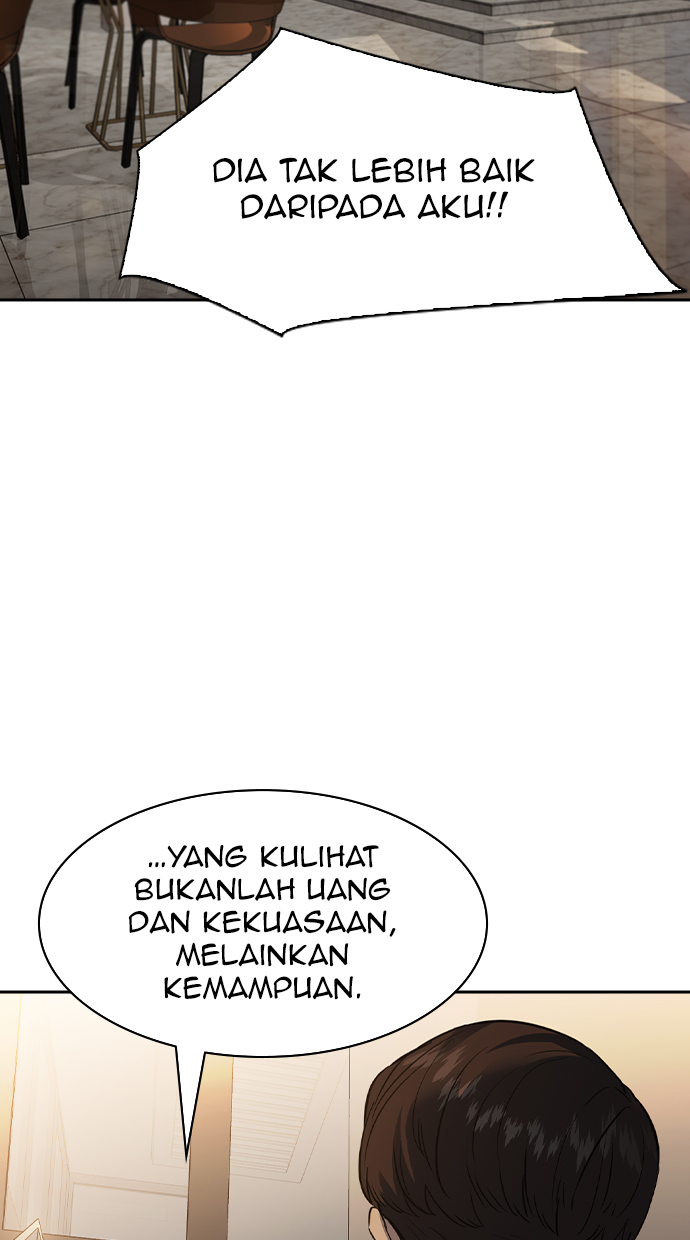 DIA TAK LEBIH BAIK
DARIPADA AKU!!
...YANG KULIHAT
BUKANLAH UANG
DAN KEKUASAAN,
MELAINKAN
KEMAMPUAN.